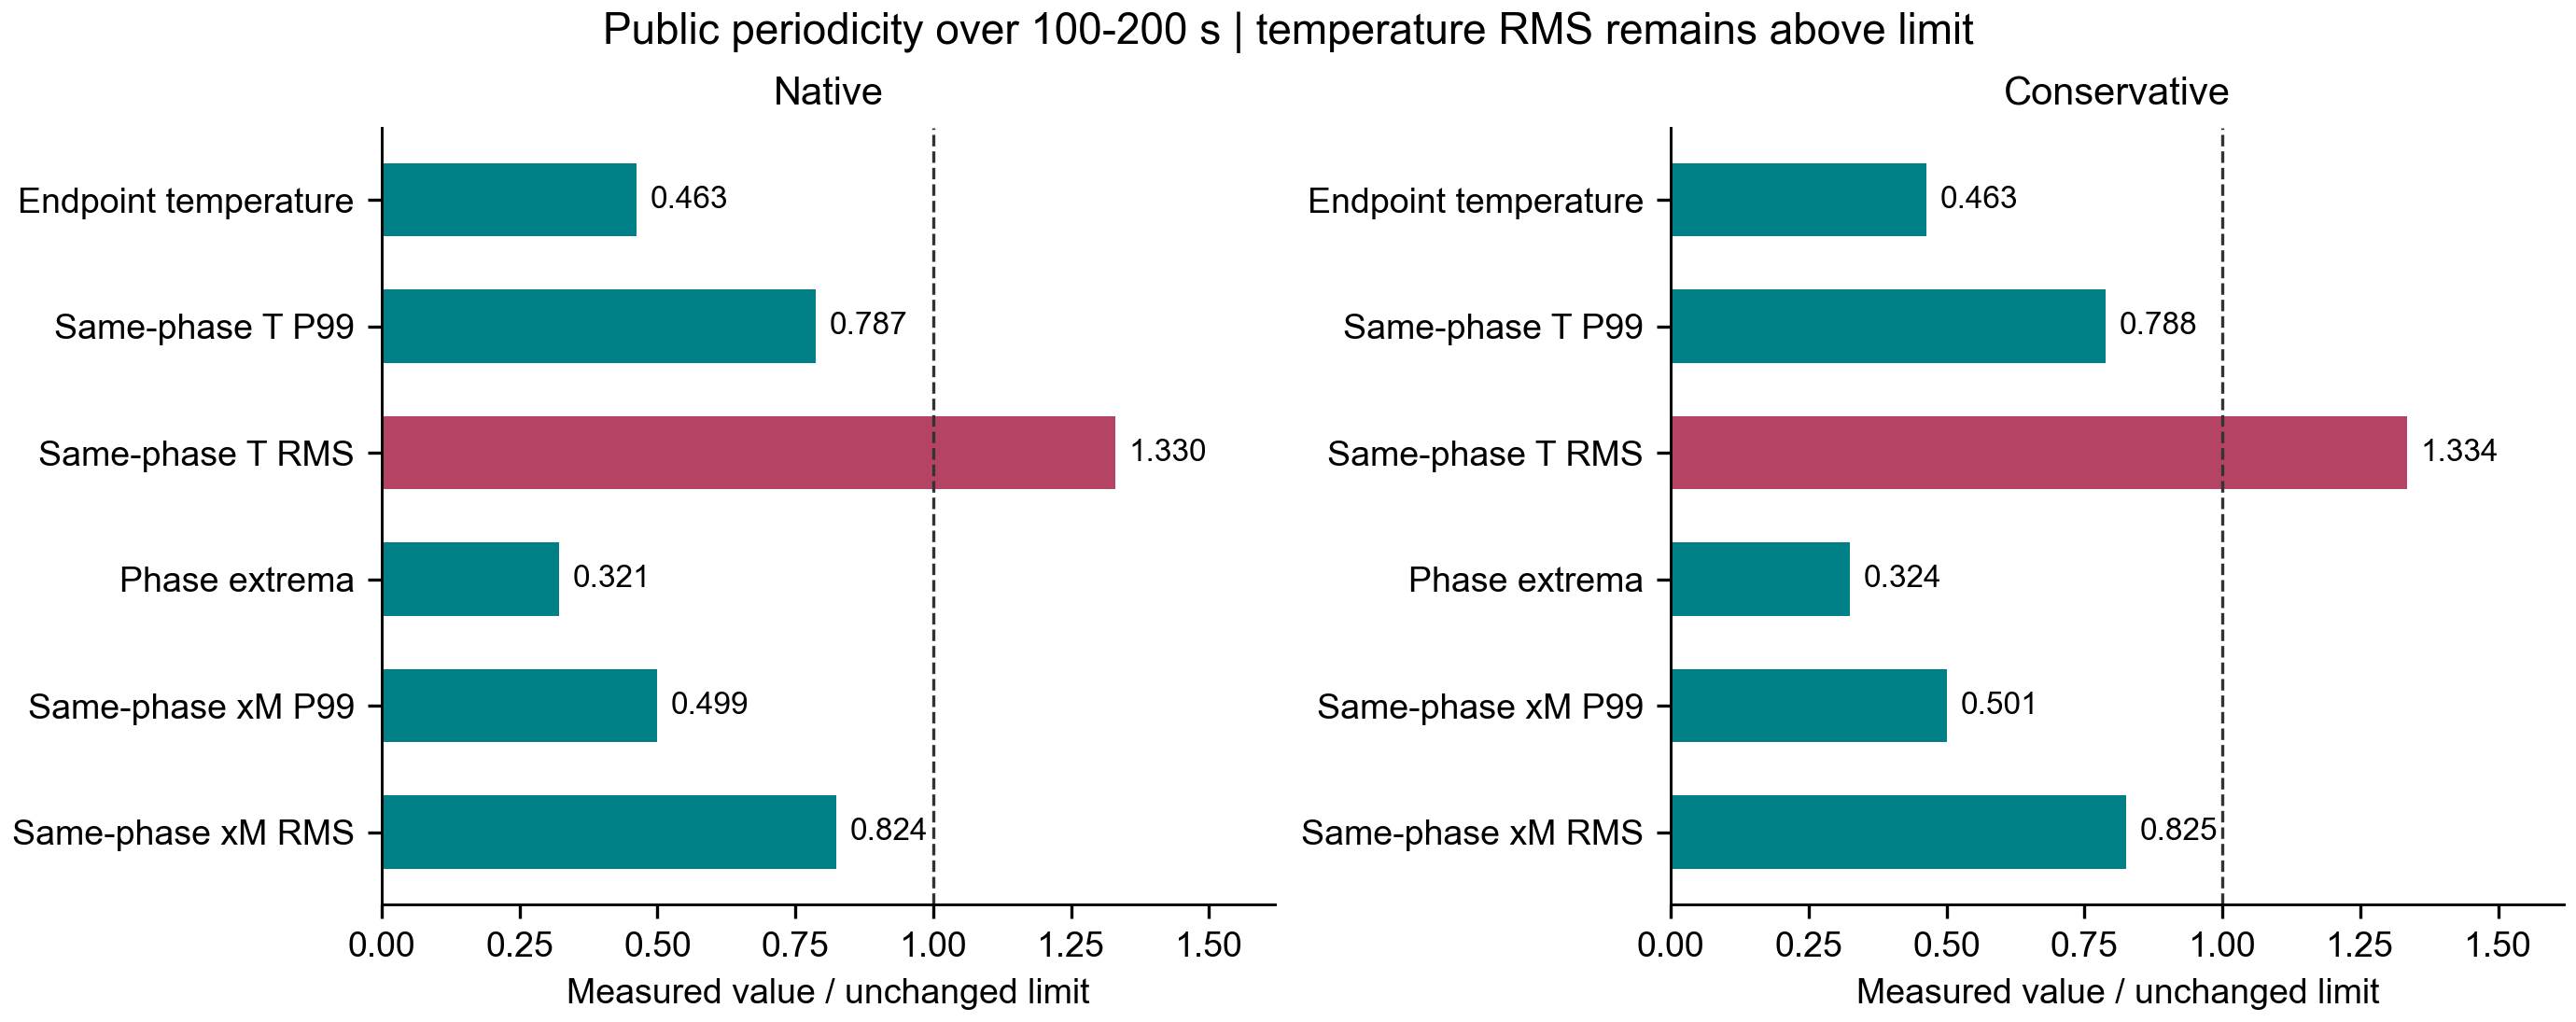 Public periodicity over 100-200 s | temperature RMS remains above limit
Native
Endpoint temperature
0.463
Same-phase T P99
0.787
Same-phase T RMS
1.330
Phase extrema
0.321
Same-phase xM P99
0.499
Same-phase xM RMS
0.824
0.00 0.25 0.50 0.75 1.00 1.25 1.50
Measured value / unchanged limit
Conservative
Endpoint temperature
0.463
Same-phase T P99
0.788
Same-phase T RMS
1.334
Phase extrema
0.324
Same-phase xM P99
0.501
Same-phase xM RMS
0.825
0.00 0.25 0.50 0.75 1.00 1.25 1.50
Measured value / unchanged limit